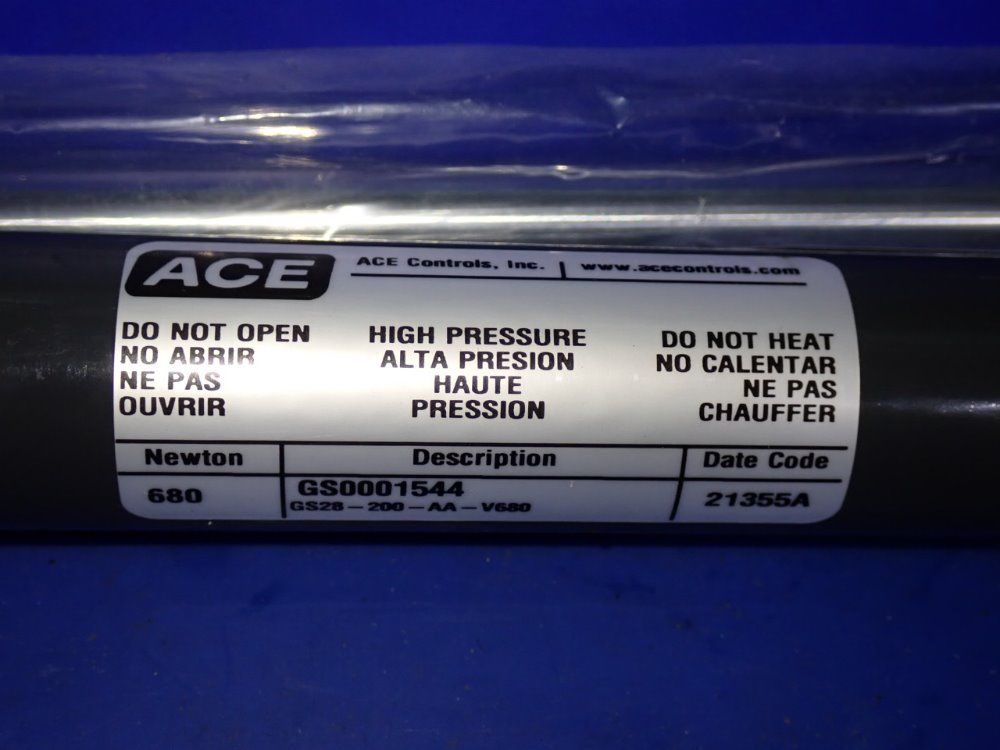 ACE
ACE Controls, Inc. | www.acecontrols.com
DO NOT OPEN
NO ABRIR
NE PAS
OUVRIR
HIGH PRESSURE
ALTA PRESION
HAUTE
PRESSION
DO NOT HEAT
NO CALENTAR
NE PAS
CHAUFFER
Newton
680
Description
GS0001544
GS28-200-AA-V680
Date Code
21355A